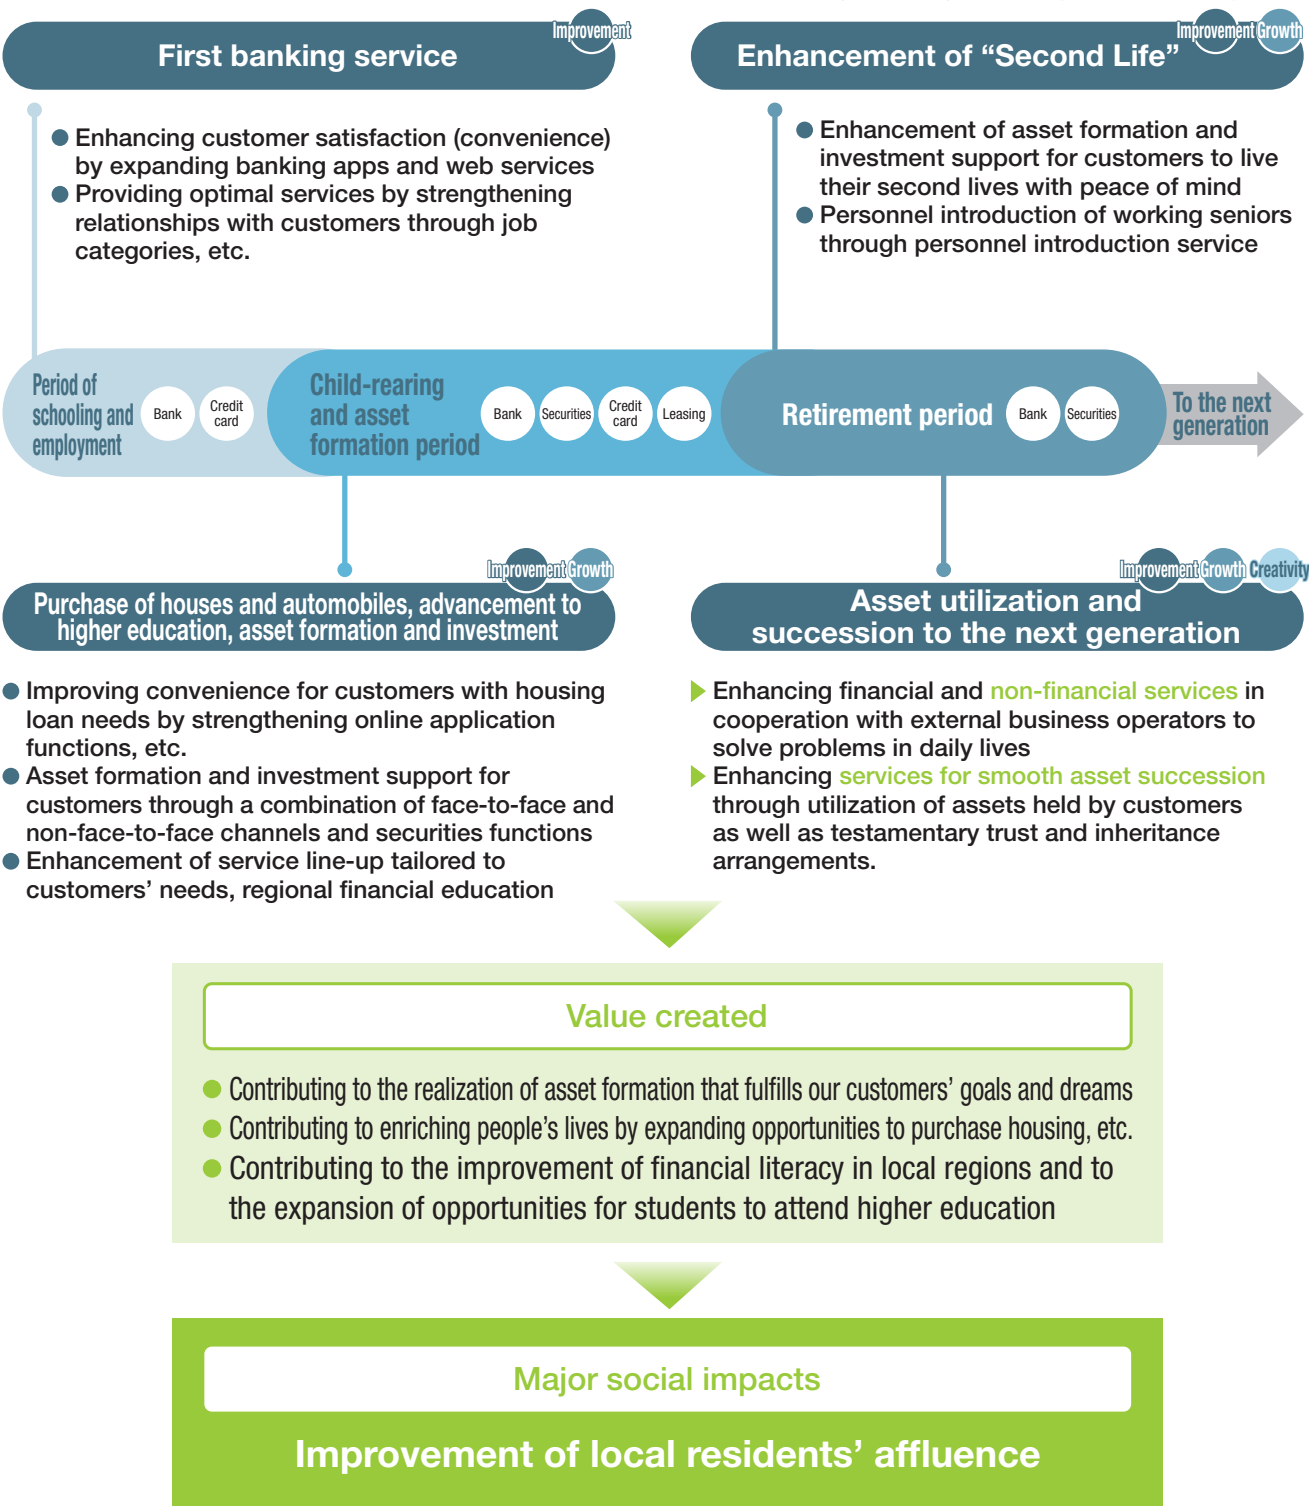 Improvement
First banking service
Improvement Growth
Enhancement of “Second Life”
● Enhancing customer satisfaction (convenience)
by expanding banking apps and web services
● Providing optimal services by strengthening
relationships with customers through job
categories, etc.
● Enhancement of asset formation and
investment support for customers to live
their second lives with peace of mind
● Personnel introduction of working seniors
through personnel introduction service
Period of
schooling and
employment
Bank
Credit
card
Child-rearing
and asset
formation period
Bank
Securities
Credit
card
Leasing
Retirement period
Bank
Securities
To the next
generation
Improvement Growth
Purchase of houses and automobiles, advancement to
higher education, asset formation and investment
● Improving convenience for customers with housing
loan needs by strengthening online application
functions, etc.
● Asset formation and investment support for
customers through a combination of face-to-face and
non-face-to-face channels and securities functions
● Enhancement of service line-up tailored to
customers’ needs, regional financial education
Improvement Growth Creativity
Asset utilization and
succession to the next generation
▶ Enhancing financial and non-financial services in
cooperation with external business operators to
solve problems in daily lives
▶ Enhancing services for smooth asset succession
through utilization of assets held by customers
as well as testamentary trust and inheritance
arrangements.
Value created
● Contributing to the realization of asset formation that fulfills our customers’ goals and dreams
● Contributing to enriching people’s lives by expanding opportunities to purchase housing, etc.
● Contributing to the improvement of financial literacy in local regions and to
the expansion of opportunities for students to attend higher education
Major social impacts
Improvement of local residents’ affluence